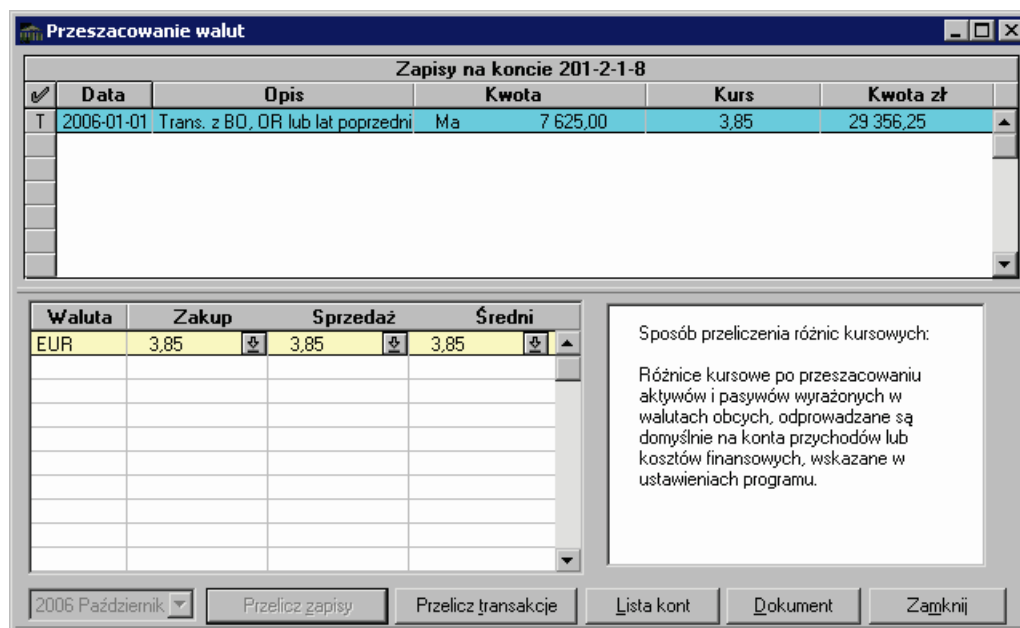 Przeszacowanie walut
Zapisy na koncie 201-2-1-8
Data Opis Kwota Kurs Kwota zł
T 2006-01-01 Trans. z BO, OR lub lat poprzedni Ma 7 625,00 3,85 29 356,25
Waluta Zakup Sprzedaż Średni
EUR 3,85 3,85 3,85
Sposób przeliczenia różnic kursowych:
Różnice kursowe po przeszacowaniu
aktywów i pasywów wyrażonych w
walutach obcych, odprowadzane są
domyślnie na konta przychodów lub
kosztów finansowych, wskazane w
ustawieniach programu.
2006 Październik Przelicz zapisy Przelicz transakcje Lista kont Dokument Zamknij